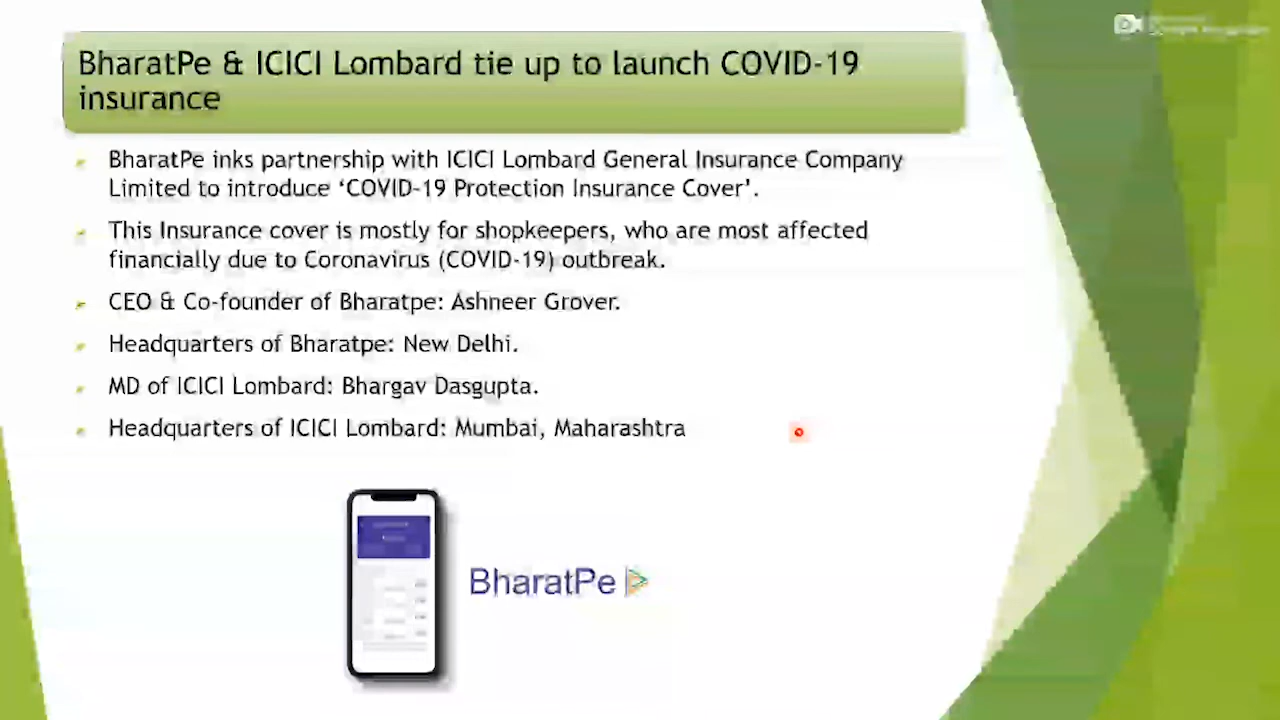 BharatPe & ICICI Lombard tie up to launch COVID-19
insurance
BharatPe inks partnership with ICICI Lombard General Insurance Company
Limited to introduce ‘COVID-19 Protection Insurance Cover’.
This Insurance cover is mostly for shopkeepers, who are most affected
financially due to Coronavirus (COVID-19) outbreak.
CEO & Co-founder of Bharatpe: Ashneer Grover.
Headquarters of Bharatpe: New Delhi.
MD of ICICI Lombard: Bhargav Dasgupta.
Headquarters of ICICI Lombard: Mumbai, Maharashtra
BharatPe